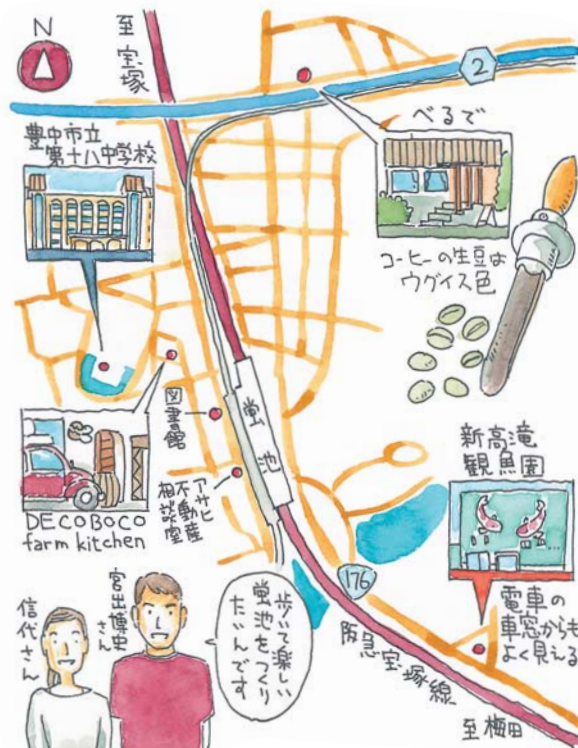 N
至宝塚
2
豊中市立
第十八中学校
べるで
コーヒーの生豆は
ウグイス色
図書館
蛍池
アサヒ
不動産
相談室
DECOBOCO
farm kitchen
新高滝
観魚園
176
電車の
車窓からも
よく見える
阪急宝塚線
至梅田
信代さん
宮出博史
さん
歩いて楽しい
蛍池をつくり
たいんです